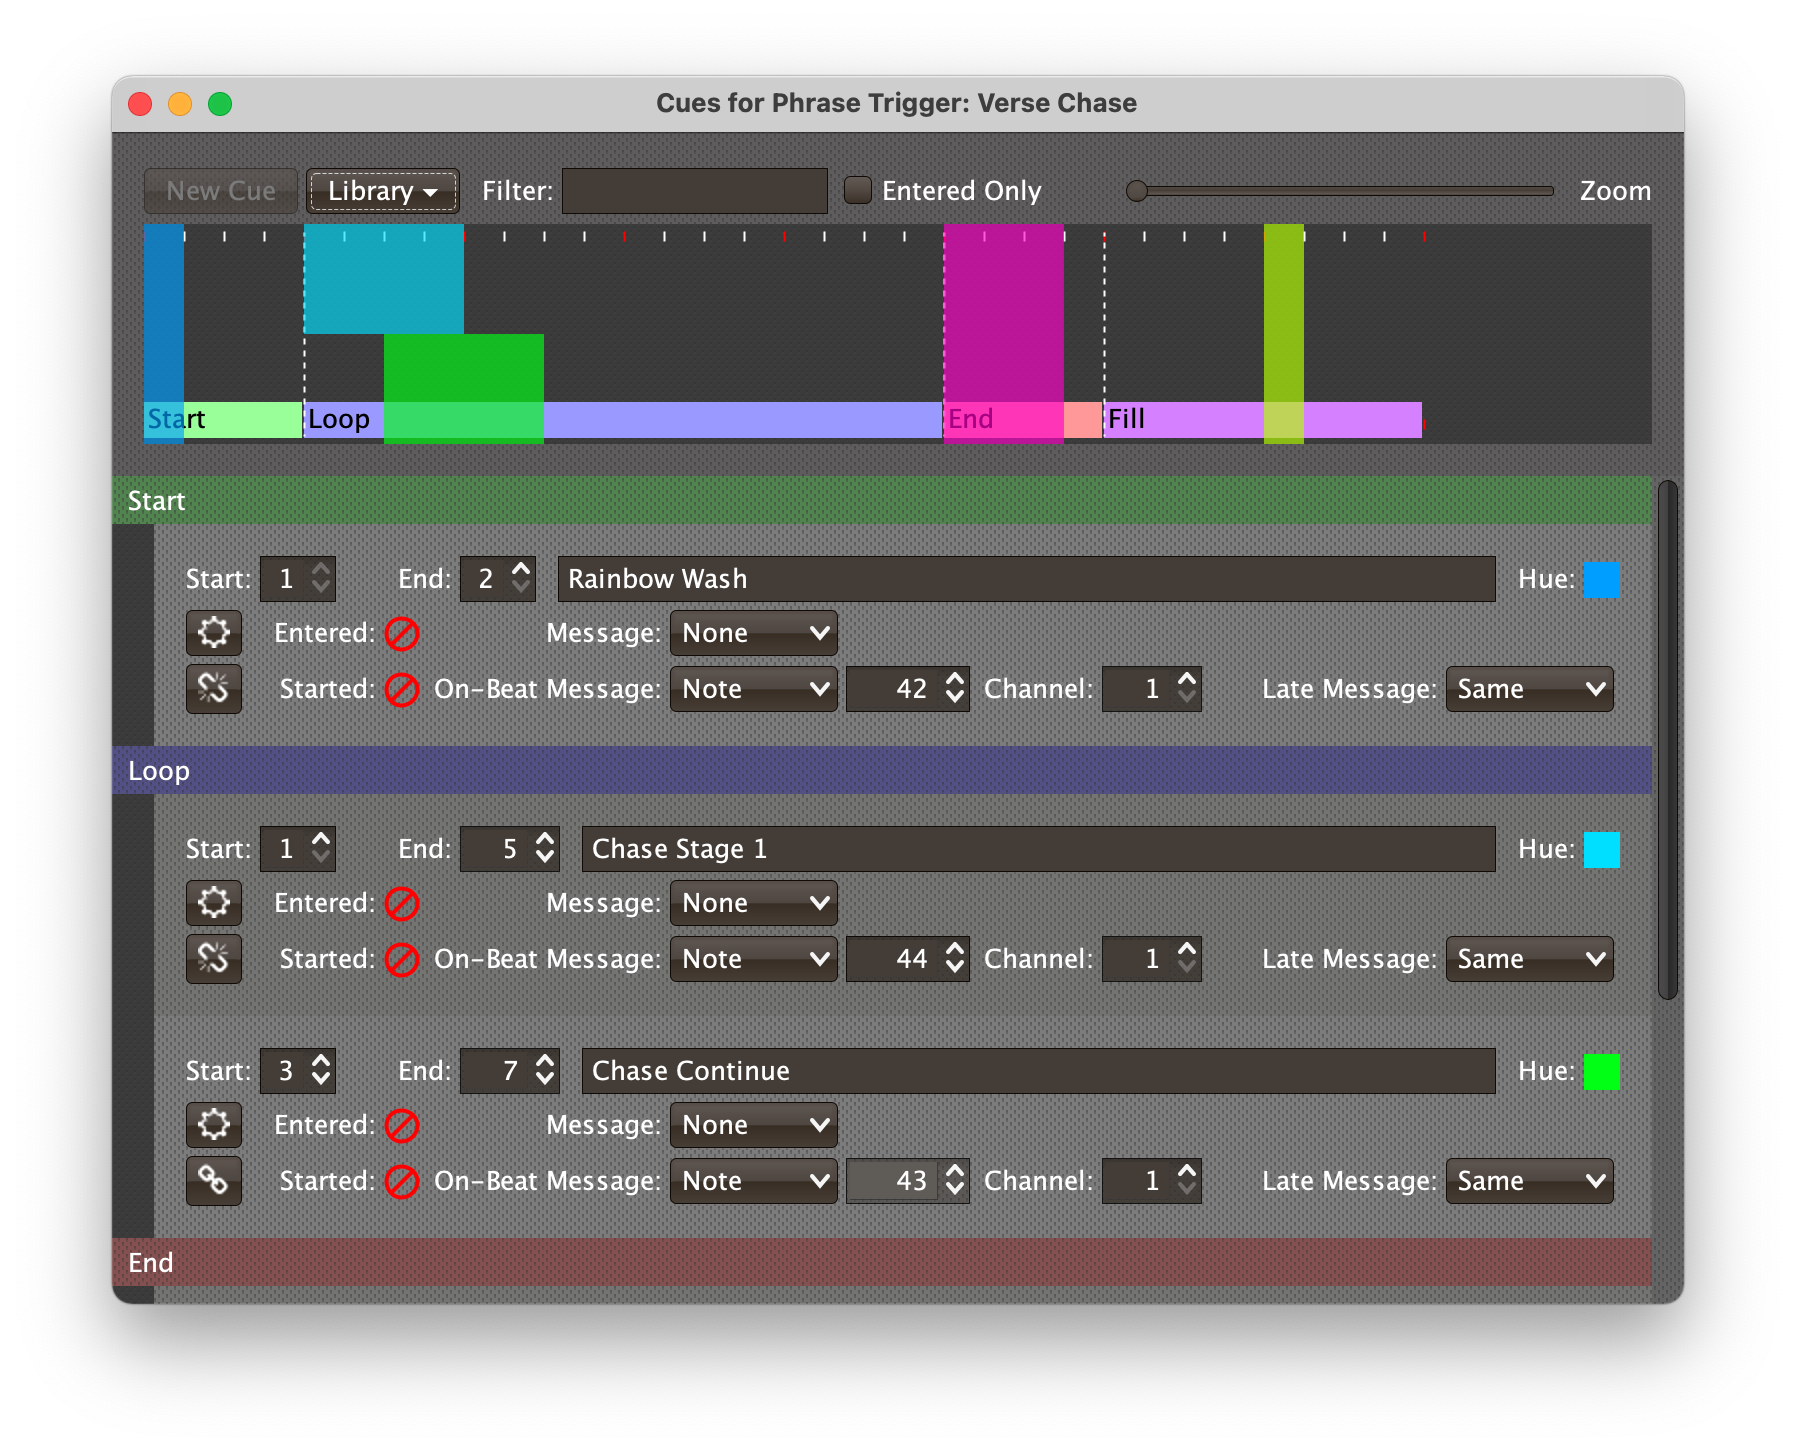 Cues for Phrase Trigger: Verse Chase
New Cue Library Filter: Entered Only Zoom
Start Loop End Fill
Start
Start: 1 End: 2 Rainbow Wash Hue:
Entered: Message: None
Started: On-Beat Message: Note 42 Channel: 1 Late Message: Same
Loop
Start: 1 End: 5 Chase Stage 1 Hue:
Entered: Message: None
Started: On-Beat Message: Note 44 Channel: 1 Late Message: Same
Start: 3 End: 7 Chase Continue Hue:
Entered: Message: None
Started: On-Beat Message: Note 43 Channel: 1 Late Message: Same
End